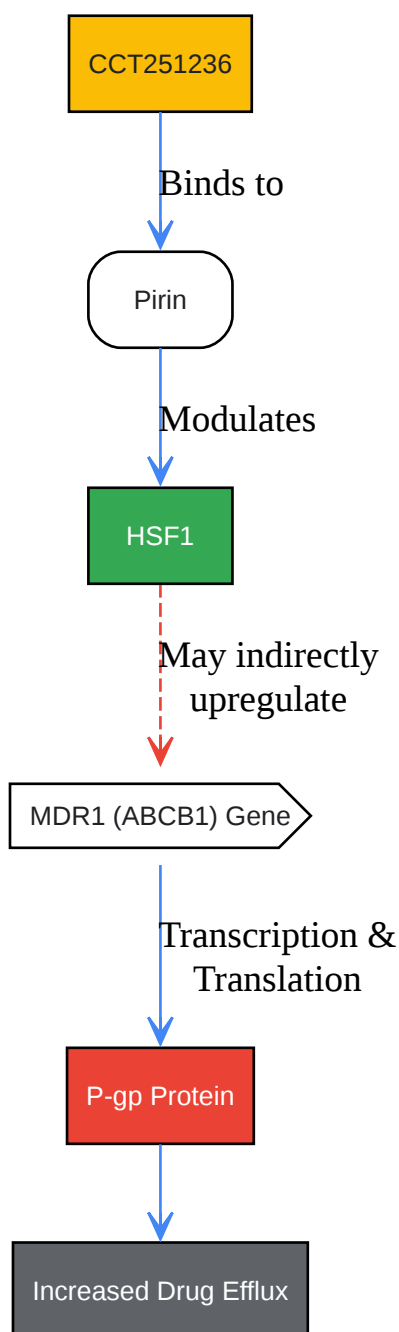 CCT251236
Binds to
Pirin
Modulates
HSF1
May indirectly
upregulate
MDR1 (ABCB1) Gene
Transcription &
Translation
P-gp Protein
Increased Drug Efflux